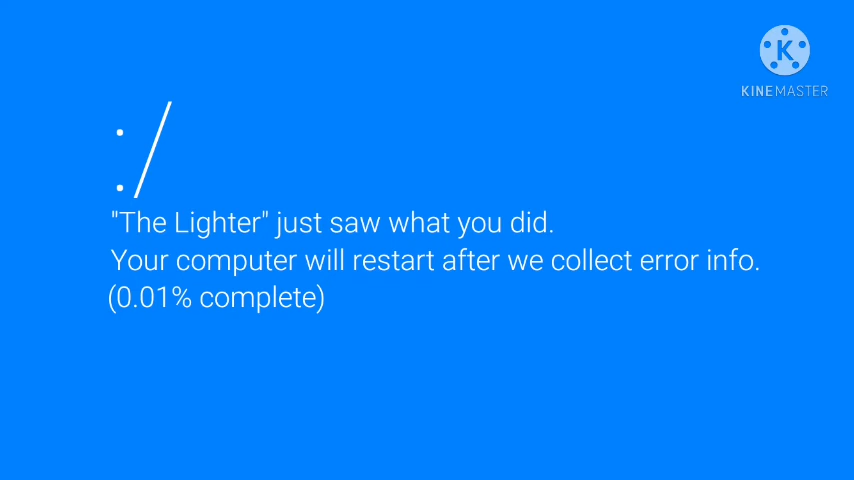 KINEMASTER
:/
"The Lighter" just saw what you did.
Your computer will restart after we collect error info.
(0.01% complete)